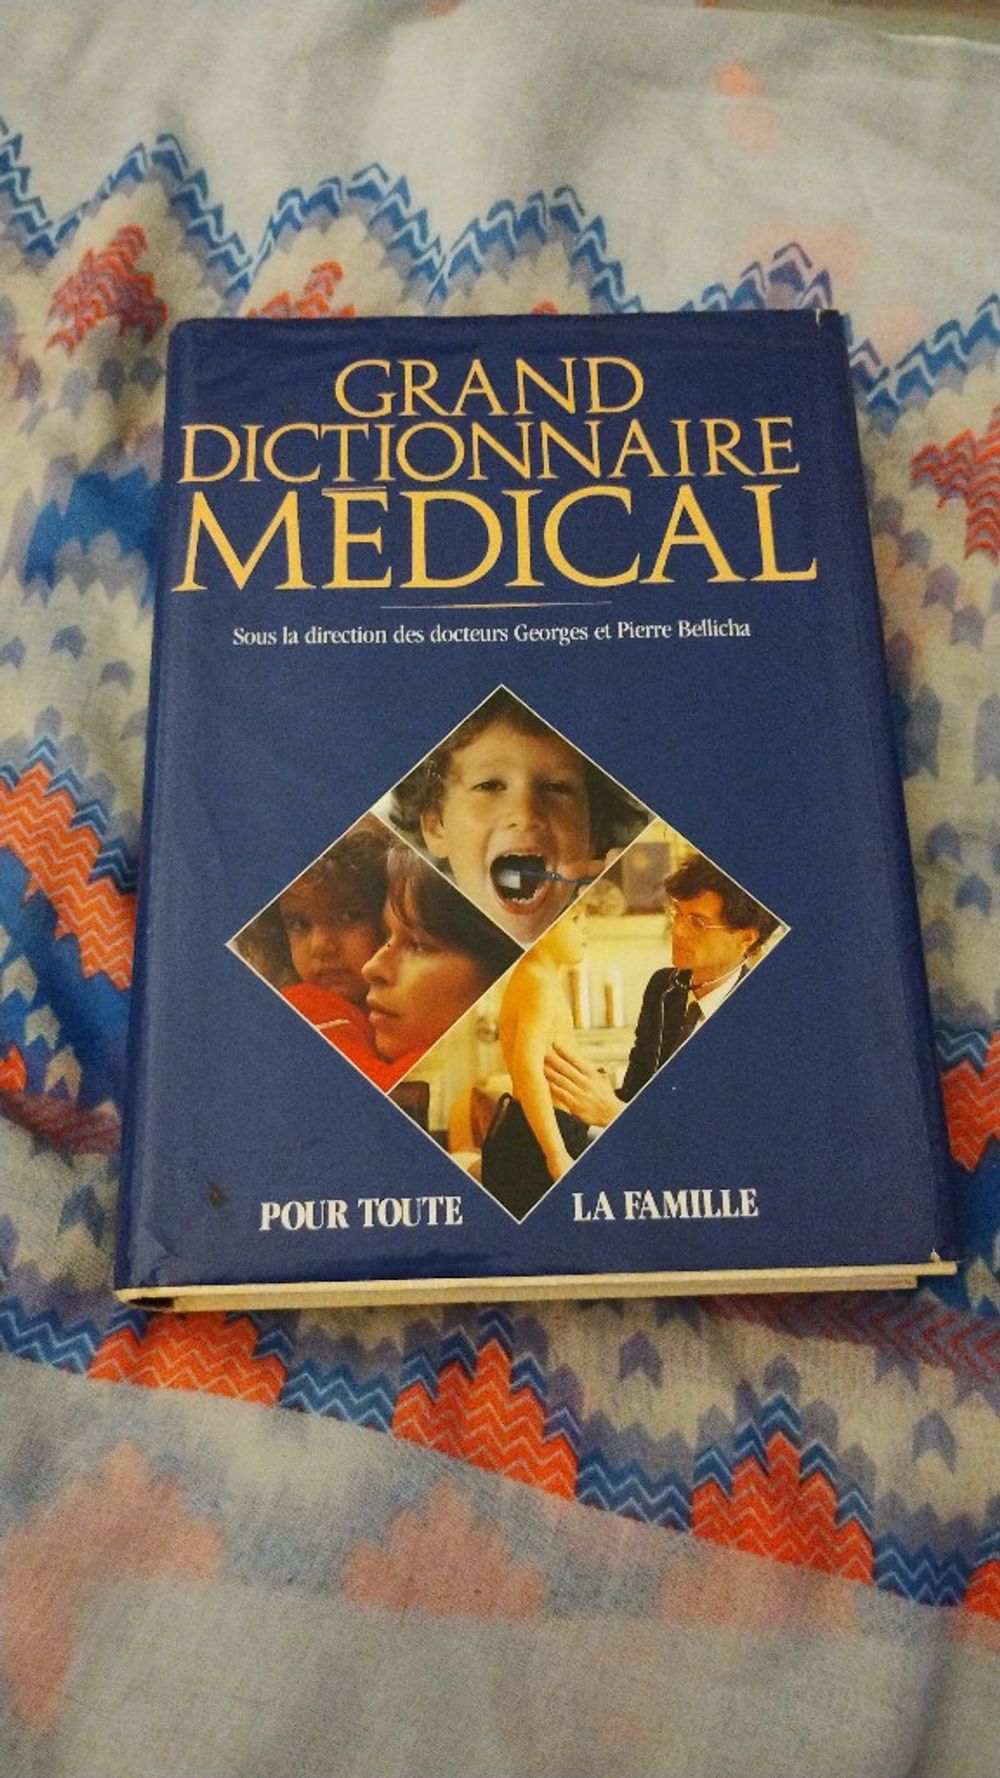 GRAND
DICTIONNAIRE
MÉDICAL
Sous la direction des docteurs Georges et Pierre Bellicha
POUR TOUTE LA FAMILLE